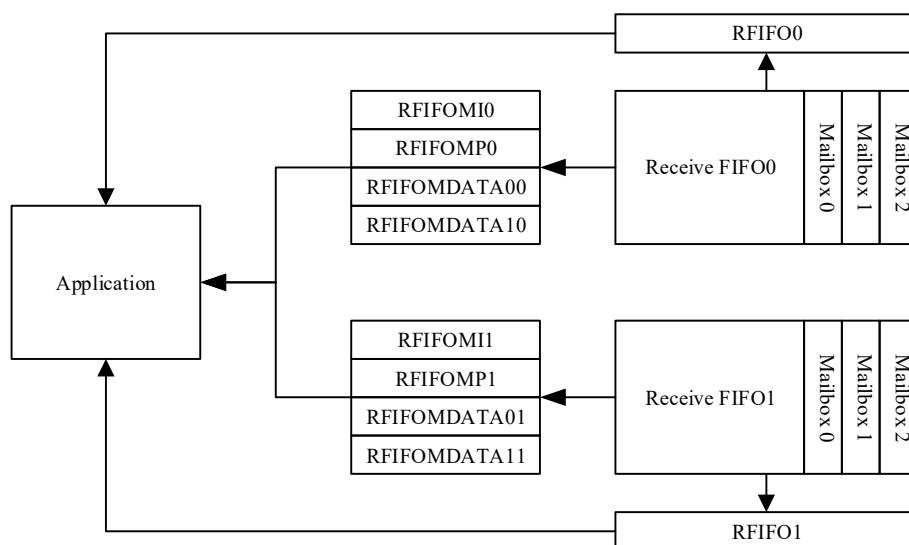 RFIFO0
RFIFOMI0
RFIFOMP0
RFIFOMDATA00
RFIFOMDATA10
Receive FIFO0
Mailbox 0
Mailbox 1
Mailbox 2
Application
RFIFOMI1
RFIFOMP1
RFIFOMDATA01
RFIFOMDATA11
Receive FIFO1
Mailbox 0
Mailbox 1
Mailbox 2
RFIFO1